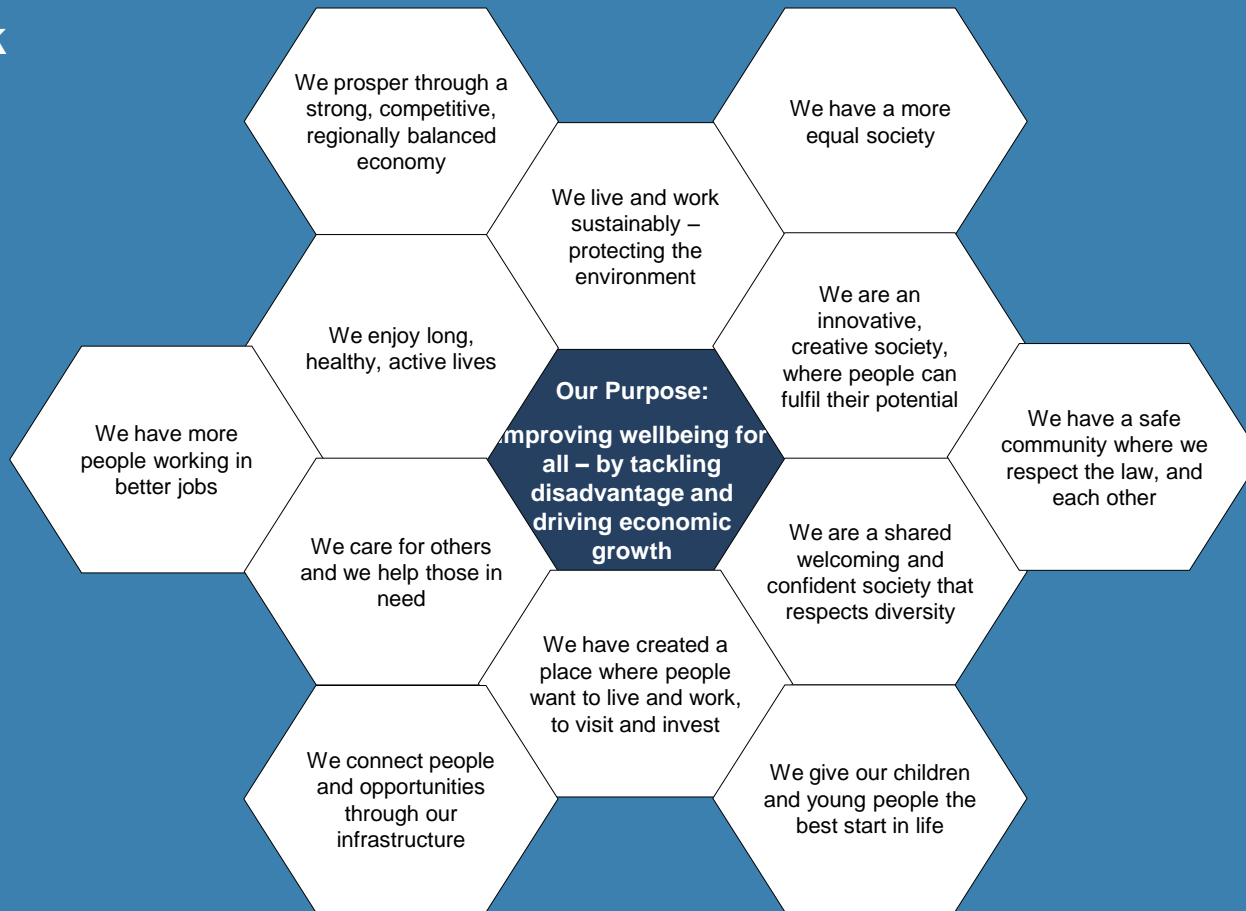 We prosper through a
strong, competitive,
regionally balanced
economy
We have a more
equal society
We live and work
sustainably –
protecting the
environment
We are an
innovative,
creative society,
where people can
fulfil their potential
We enjoy long,
healthy, active lives
Our Purpose:
mproving wellbeing for
all – by tackling
disadvantage and
driving economic
growth
We have a safe
community where we
respect the law, and
each other
We have more
people working in
better jobs
We care for others
and we help those in
need
We are a shared
welcoming and
confident society that
respects diversity
We have created a
place where people
want to live and work,
to visit and invest
We connect people
and opportunities
through our
infrastructure
We give our children
and young people the
best start in life